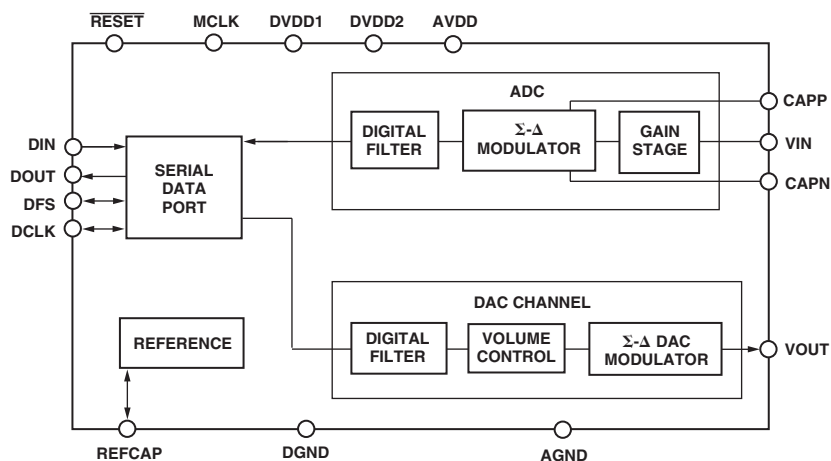 RESET
MCLK
DVDD1
DVDD2
AVDD
ADC
CAPP
DIGITAL
FILTER
Σ-Δ
MODULATOR
GAIN
STAGE
VIN
CAPN
DIN
DOUT
DFS
DCLK
SERIAL
DATA
PORT
DAC CHANNEL
REFERENCE
DIGITAL
FILTER
VOLUME
CONTROL
Σ-Δ DAC
MODULATOR
VOUT
REFCAP
DGND
AGND